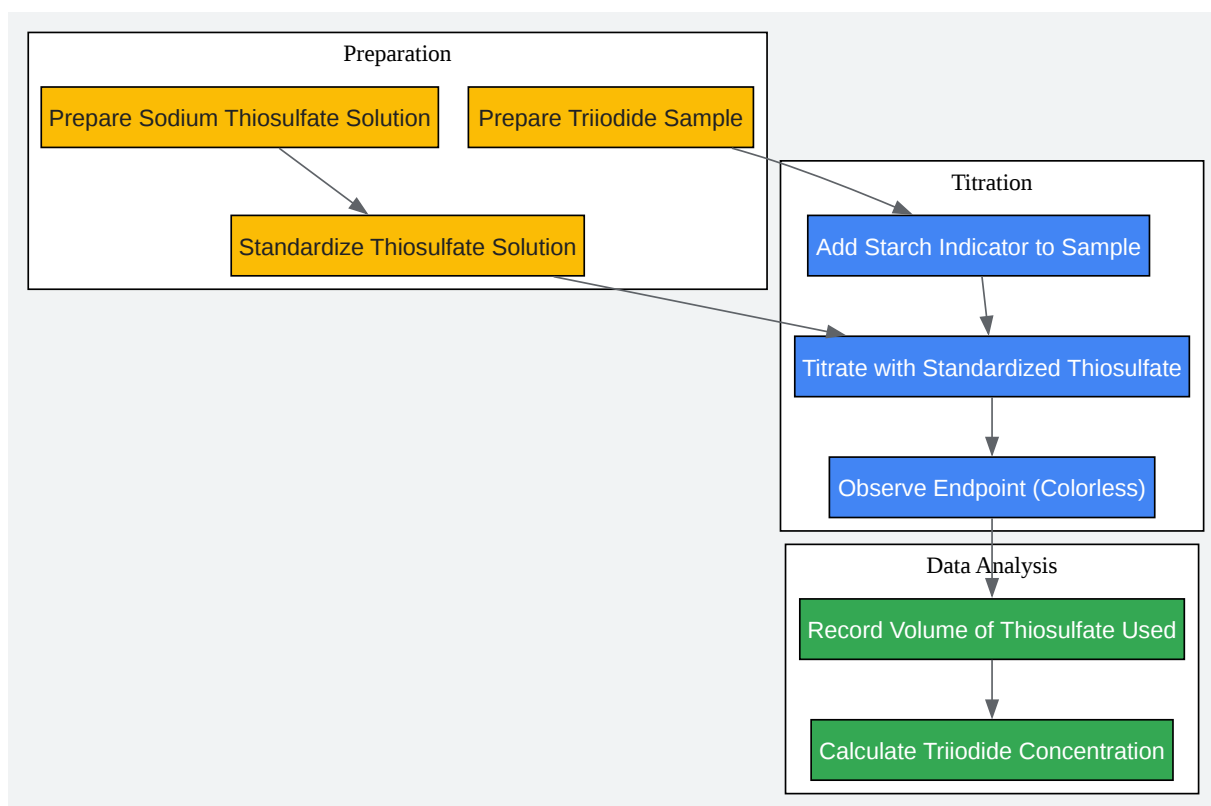 Preparation
Prepare Sodium Thiosulfate Solution
Prepare Triiodide Sample
Standardize Thiosulfate Solution
Titration
Add Starch Indicator to Sample
Titrate with Standardized Thiosulfate
Observe Endpoint (Colorless)
Data Analysis
Record Volume of Thiosulfate Used
Calculate Triiodide Concentration